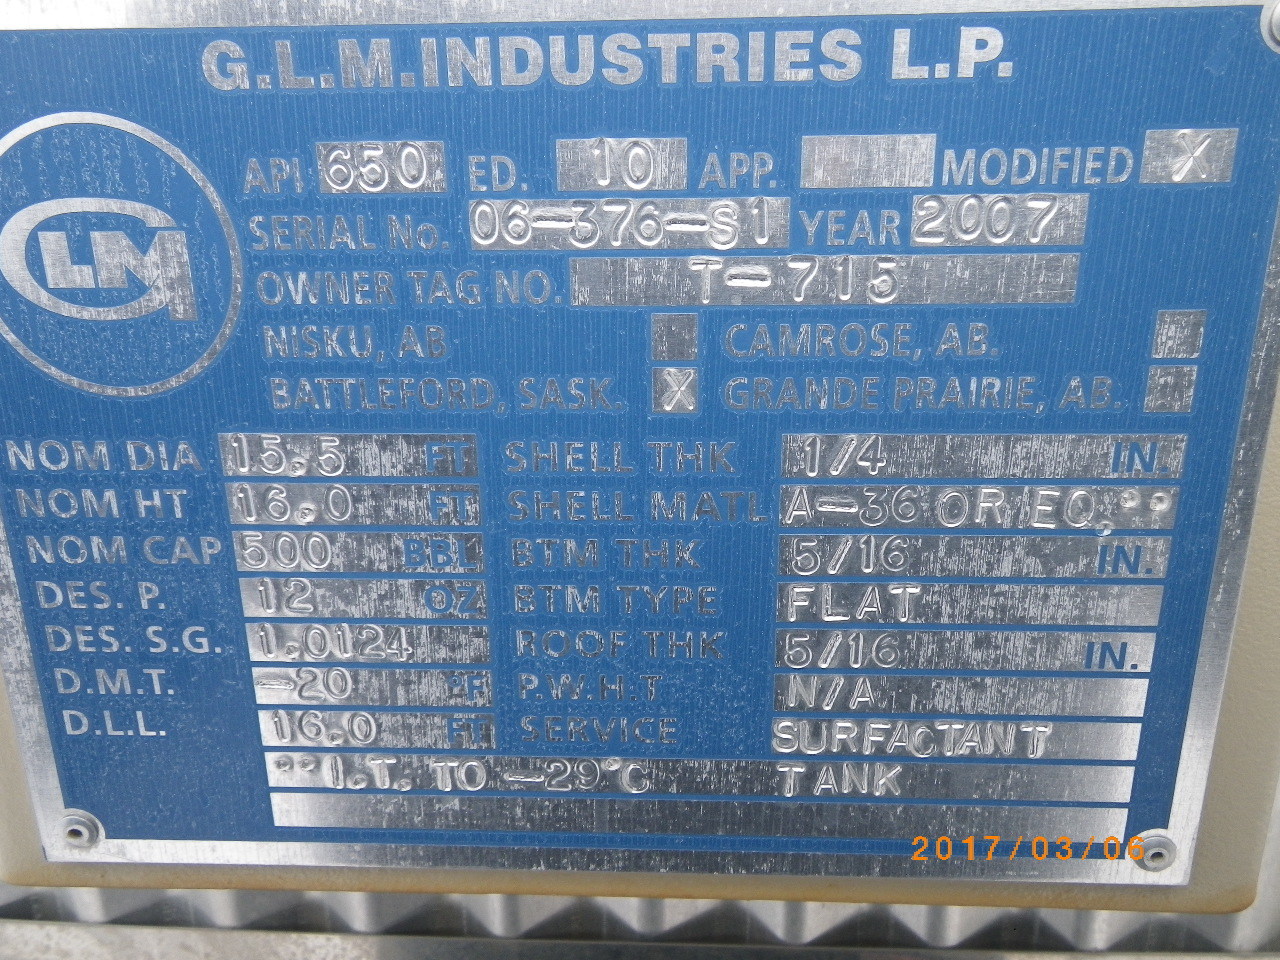 G.L.M. INDUSTRIES L.P.
GLM
API 650 ED. 10 APP. MODIFIED X
SERIAL No. 06-376-S1 YEAR 2007
OWNER TAG NO. T-715
NISKU, AB CAMROSE, AB.
BATTLEFORD, SASK. X GRANDE PRAIRIE, AB.
NOM DIA 15.5 FT SHELL THK 1/4 IN.
NOM HT 16.0 FT SHELL MATL A-36 OR EQ.°°
NOM CAP 500 BBL BTM THK 5/16 IN.
DES. P. 12 OZ BTM TYPE FLAT
DES. S.G. 1.0124 ROOF THK 5/16 IN.
D.M.T. -20 °F P.W.H.T N/A
D.L.L. 16.0 FT SERVICE SURFACTANT
°°I.T. TO -29°C TANK
2017/03/06